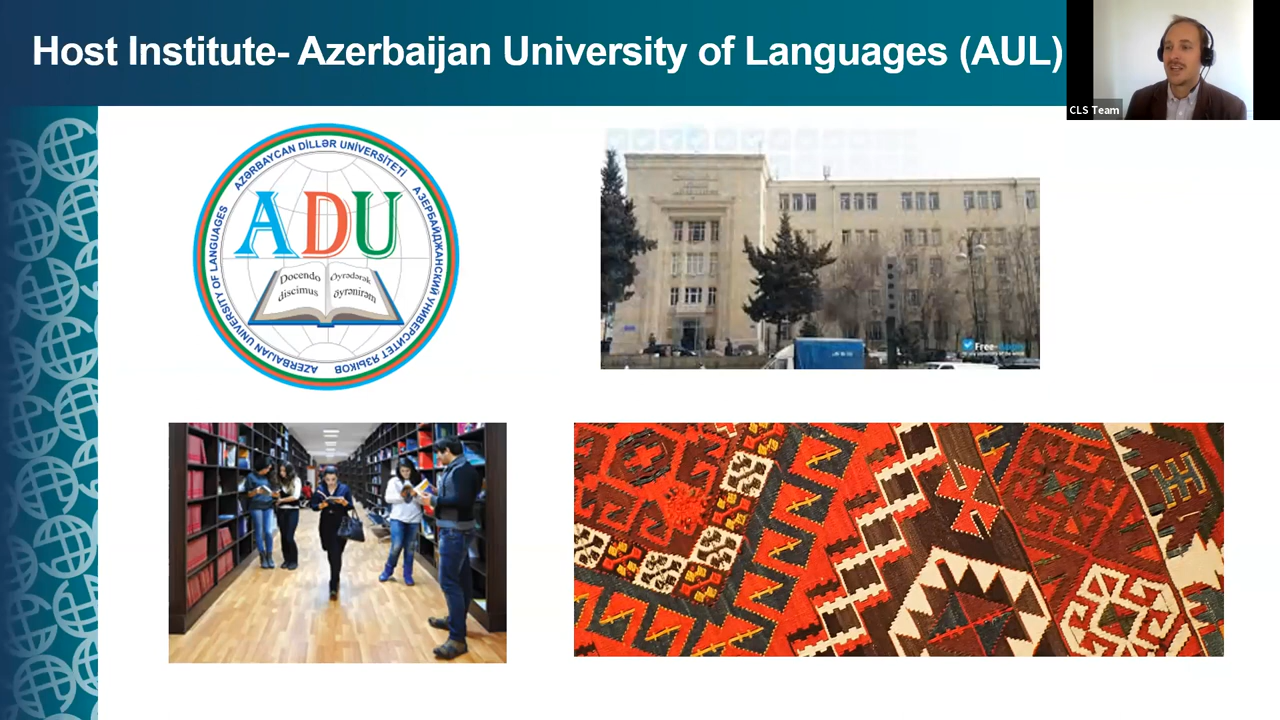 Host Institute- Azerbaijan University of Languages (AUL)
CLS Team
AZƏRBAYCAN DİLLƏR UNİVERSİTETİ
АЗЕРБАЙДЖАНСКИЙ УНИВЕРСИТЕТ ЯЗЫКОВ
AZERBAIJAN UNIVERSITY OF LANGUAGES
ADU
Docendo
discimus
Öyrədərək
öyrənirəm